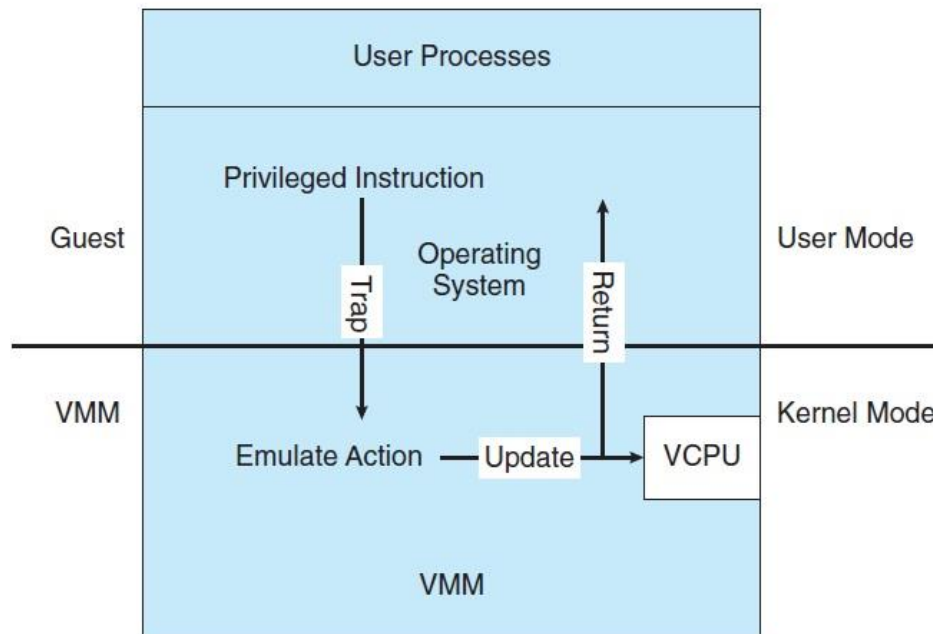 User Processes
Privileged Instruction
Guest
User Mode
Operating
System
Trap
Return
VMM
Kernel Mode
Emulate Action
Update
VCPU
VMM